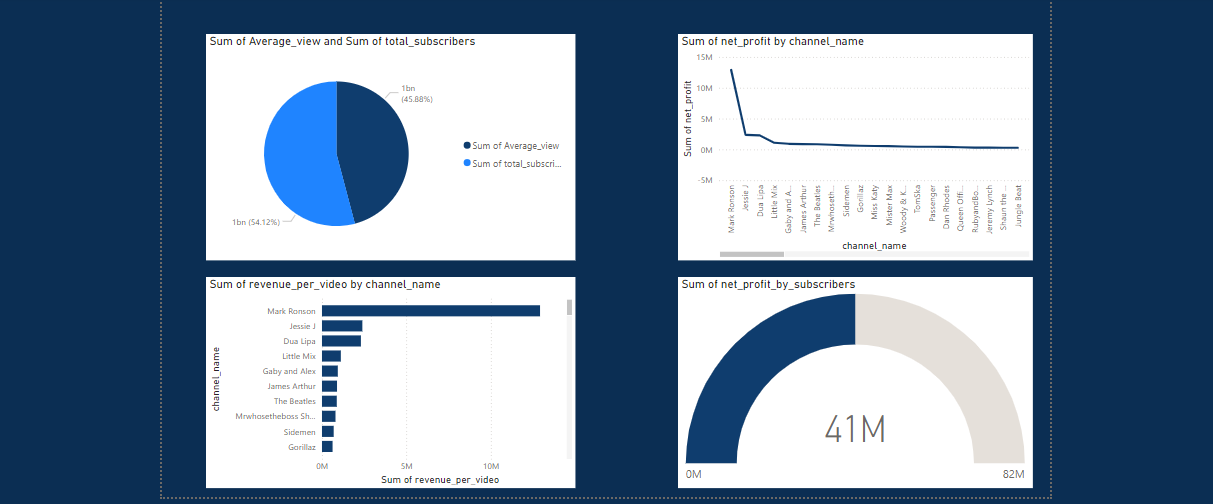 Sum of Average_view and Sum of total_subscribers
1bn
(45.88%)
Sum of Average_view
Sum of total_subscri...
1bn (54.12%)
Sum of net_profit by channel_name
15M
10M
5M
0M
-5M
Sum of net_profit
Mark Ronson
Jessie J
Dua Lipa
Little Mix
Gaby and A...
James Arthur
The Beatles
Mrwhoseth...
Sidemen
Gorillaz
Miss Katy
Mister Max
Woody & K...
TomSka
Passenger
Dan Rhodes
Queen Offi...
RubyandBo...
Jeremy Lynch
Shaun the ...
Jungle Beat
channel_name
Sum of revenue_per_video by channel_name
channel_name
Mark Ronson
Jessie J
Dua Lipa
Little Mix
Gaby and Alex
James Arthur
The Beatles
Mrwhosetheboss Sh...
Sidemen
Gorillaz
0M
5M
10M
Sum of revenue_per_video
Sum of net_profit_by_subscribers
41M
0M
82M